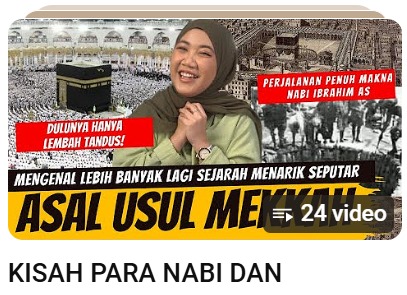 PERJALANAN PENUH MAKNA
NABI IBRAHIM AS
DULUNYA HANYA
LEMBAH TANDUS!
MENGENAL LEBIH BANYAK LAGI SEJARAH MENARIK SEPUTAR
ASAL USUL MEKKAH
24 video
KISAH PARA NABI DAN